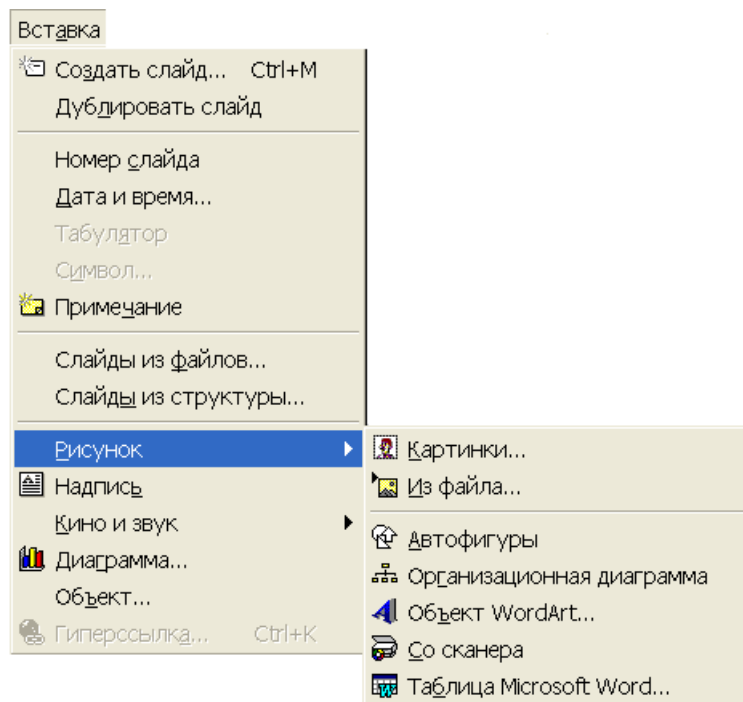 Вставка
Создать слайд... Ctrl+M
Дублировать слайд
Номер слайда
Дата и время...
Табулятор
Символ...
Примечание
Слайды из файлов...
Слайды из структуры...
Рисунок
Надпись
Кино и звук
Диаграмма...
Объект...
Гиперссылка... Ctrl+K
Картинки...
Из файла...
Автофигуры
Организационная диаграмма
Объект WordArt...
Со сканера
Таблица Microsoft Word...